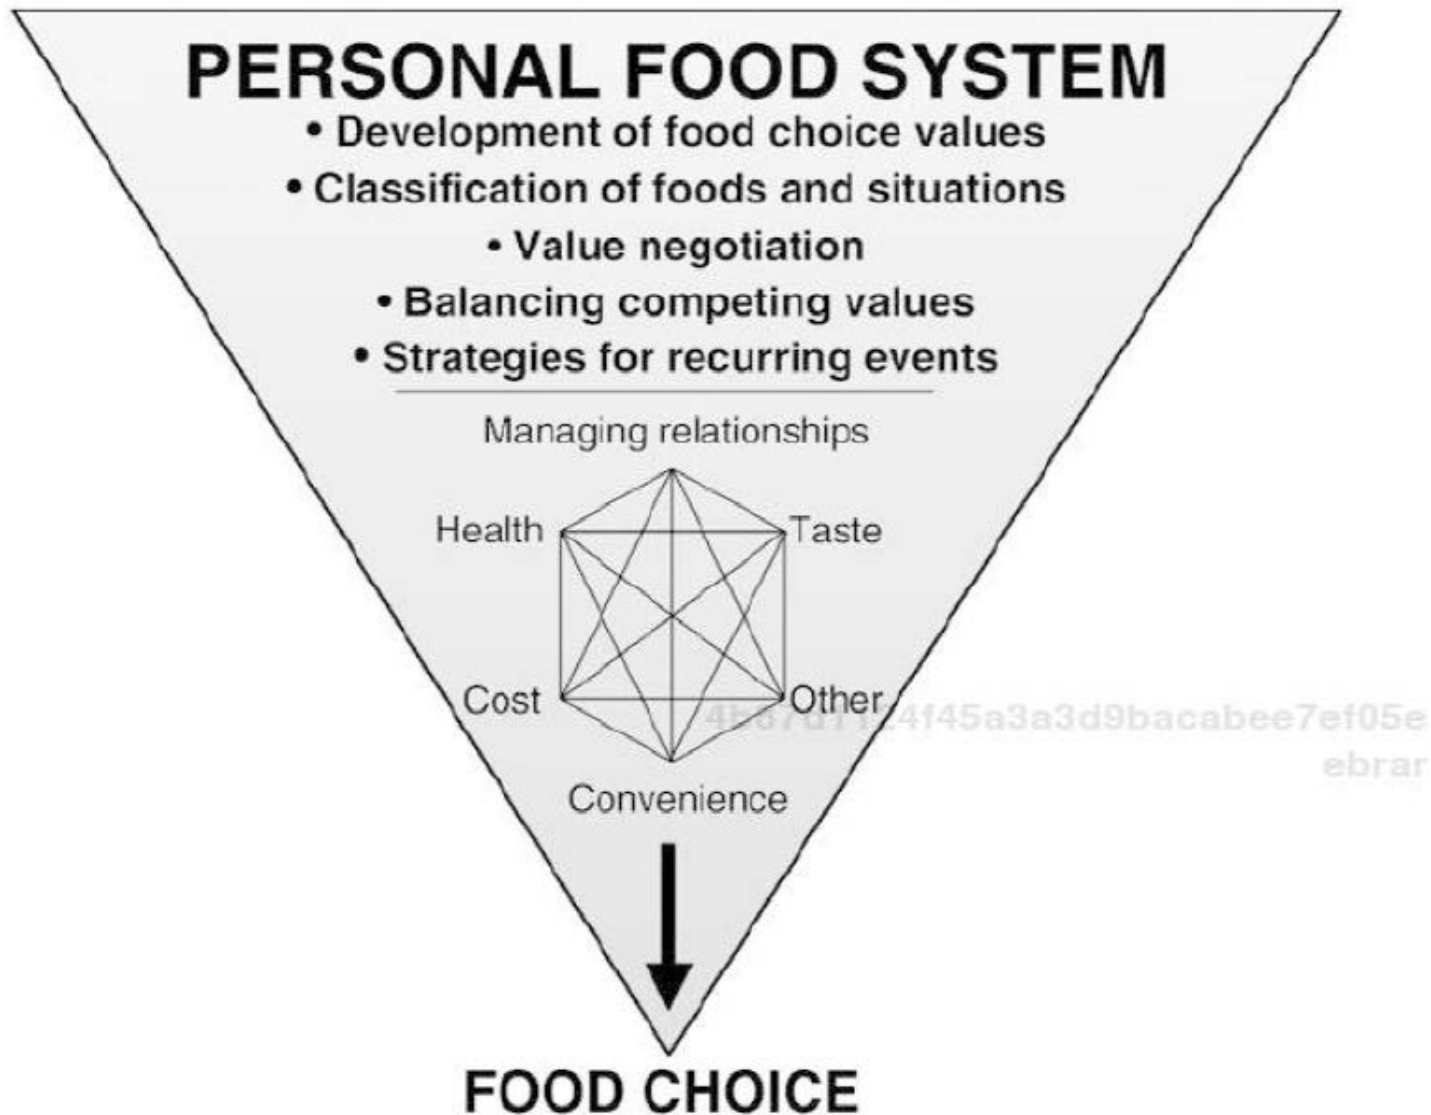 PERSONAL FOOD SYSTEM
• Development of food choice values
• Classification of foods and situations
• Value negotiation
• Balancing competing values
• Strategies for recurring events
Managing relationships
Health
Taste
Cost
Other
4f45a3a3d9bacabee7ef05e
ebrar
Convenience
FOOD CHOICE